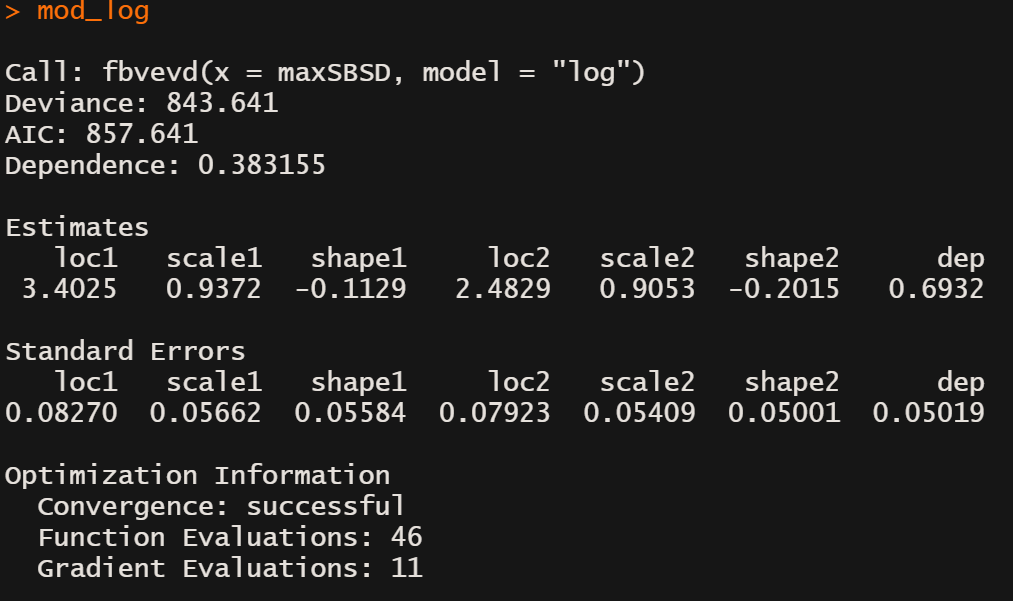 > mod_log
Call: fbvevd(x = maxSBSD, model = "log")
Deviance: 843.641
AIC: 857.641
Dependence: 0.383155
Estimates
loc1 scale1 shape1 loc2 scale2 shape2 dep
3.4025 0.9372 -0.1129 2.4829 0.9053 -0.2015 0.6932
Standard Errors
loc1 scale1 shape1 loc2 scale2 shape2 dep
0.08270 0.05662 0.05584 0.07923 0.05409 0.05001 0.05019
Optimization Information
Convergence: successful
Function Evaluations: 46
Gradient Evaluations: 11